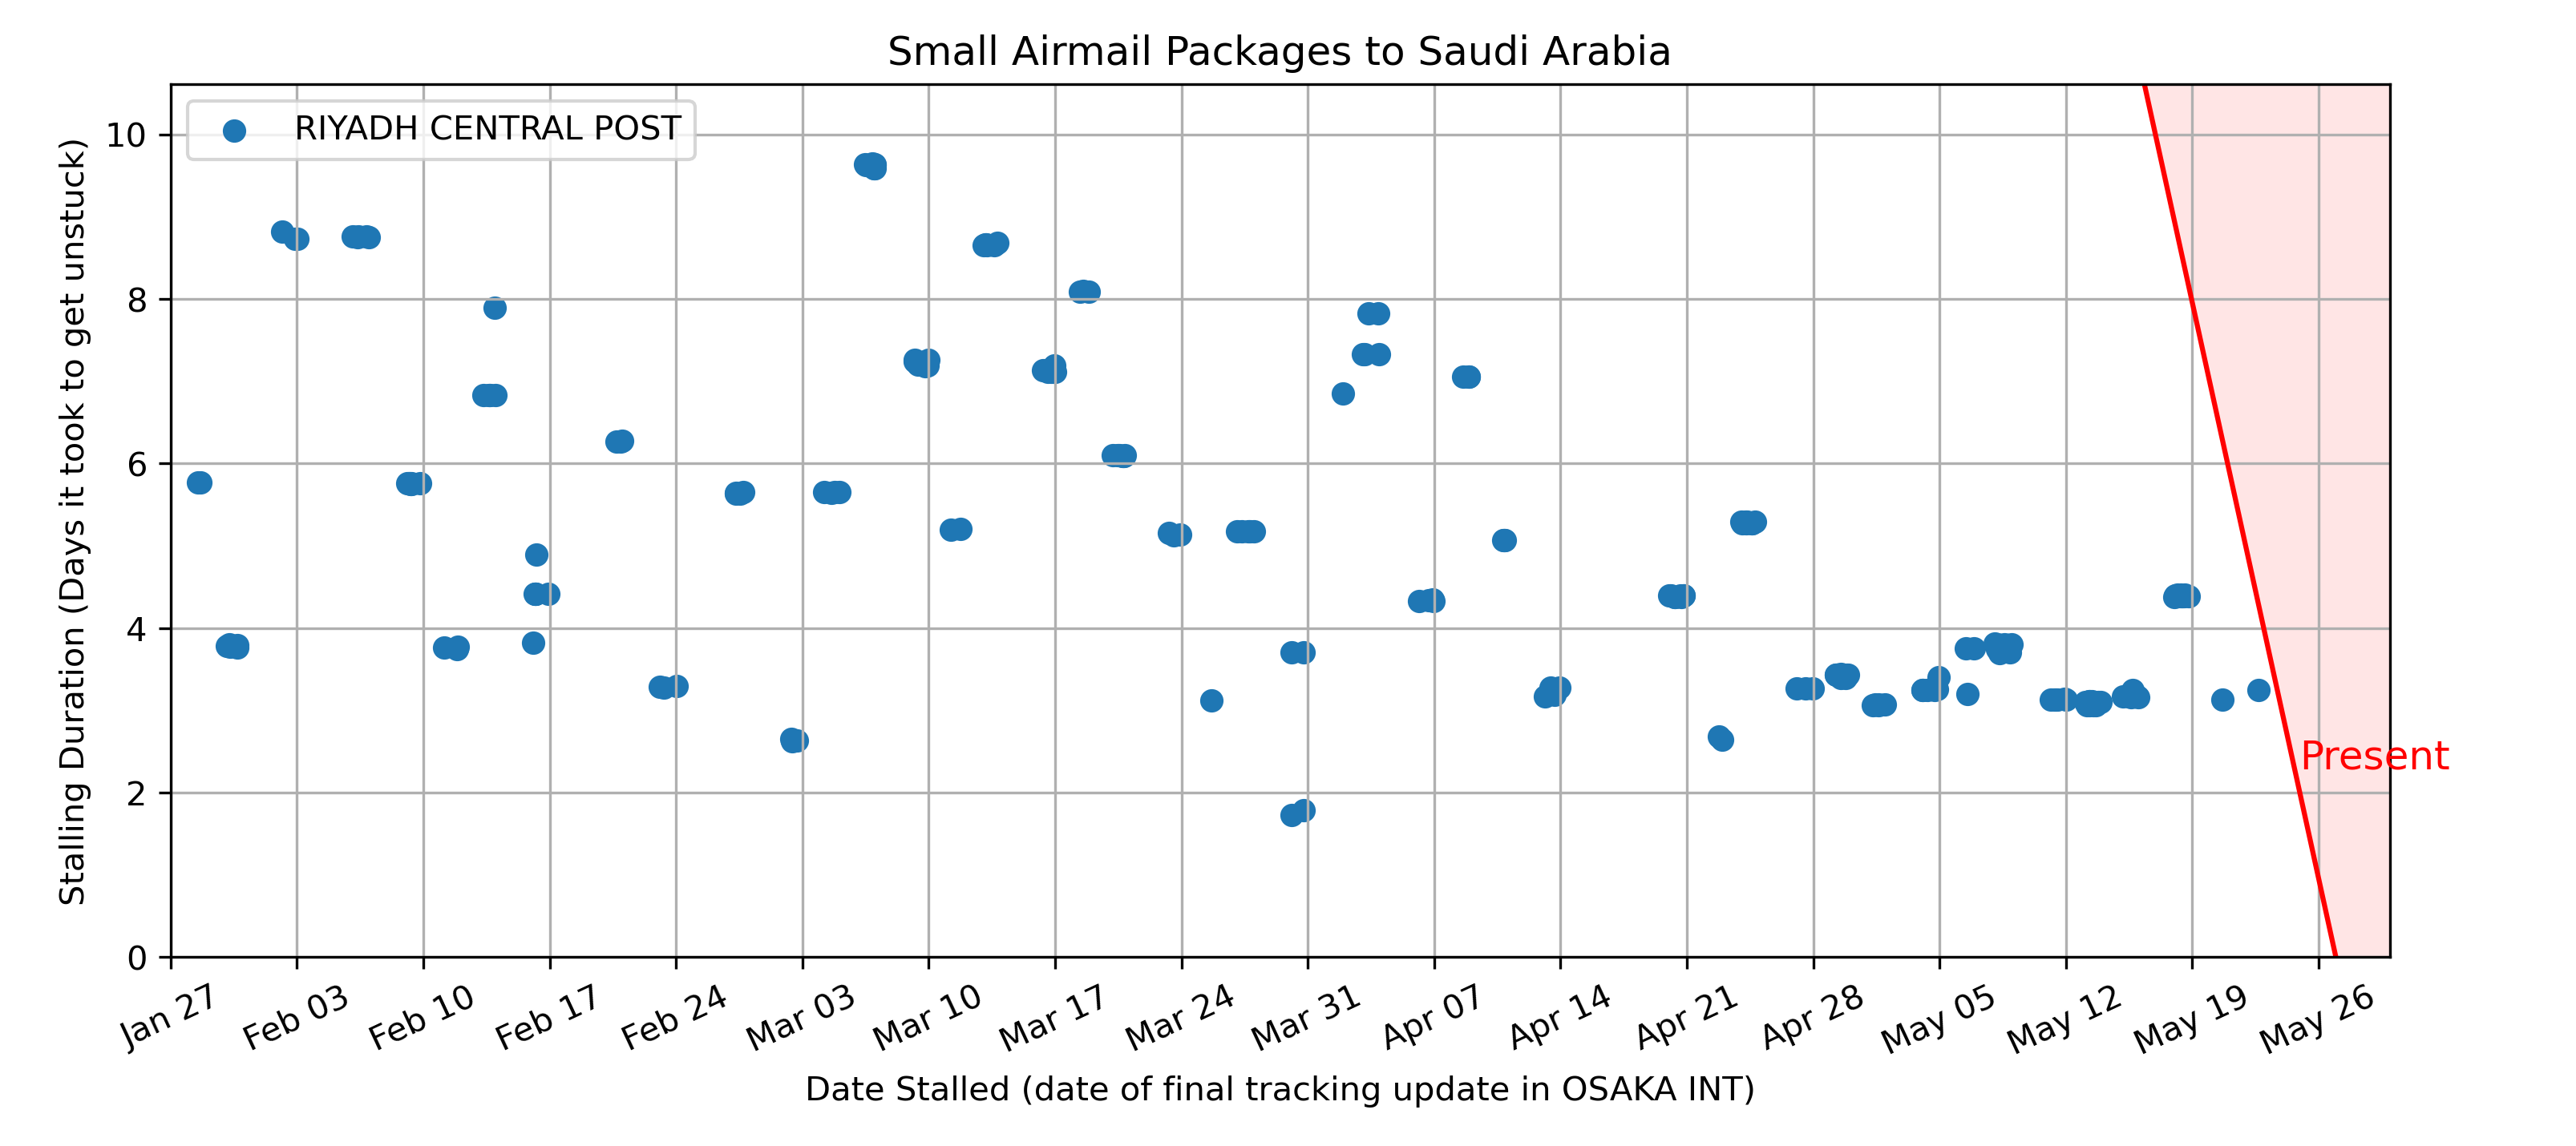 Small Airmail Packages to Saudi Arabia
RIYADH CENTRAL POST
Stalling Duration (Days it took to get unstuck)
10
8
6
4
2
0
Present
Jan 27
Feb 03
Feb 10
Feb 17
Feb 24
Mar 03
Mar 10
Mar 17
Mar 24
Mar 31
Apr 07
Apr 14
Apr 21
Apr 28
May 05
May 12
May 19
May 26
Date Stalled (date of final tracking update in OSAKA INT)